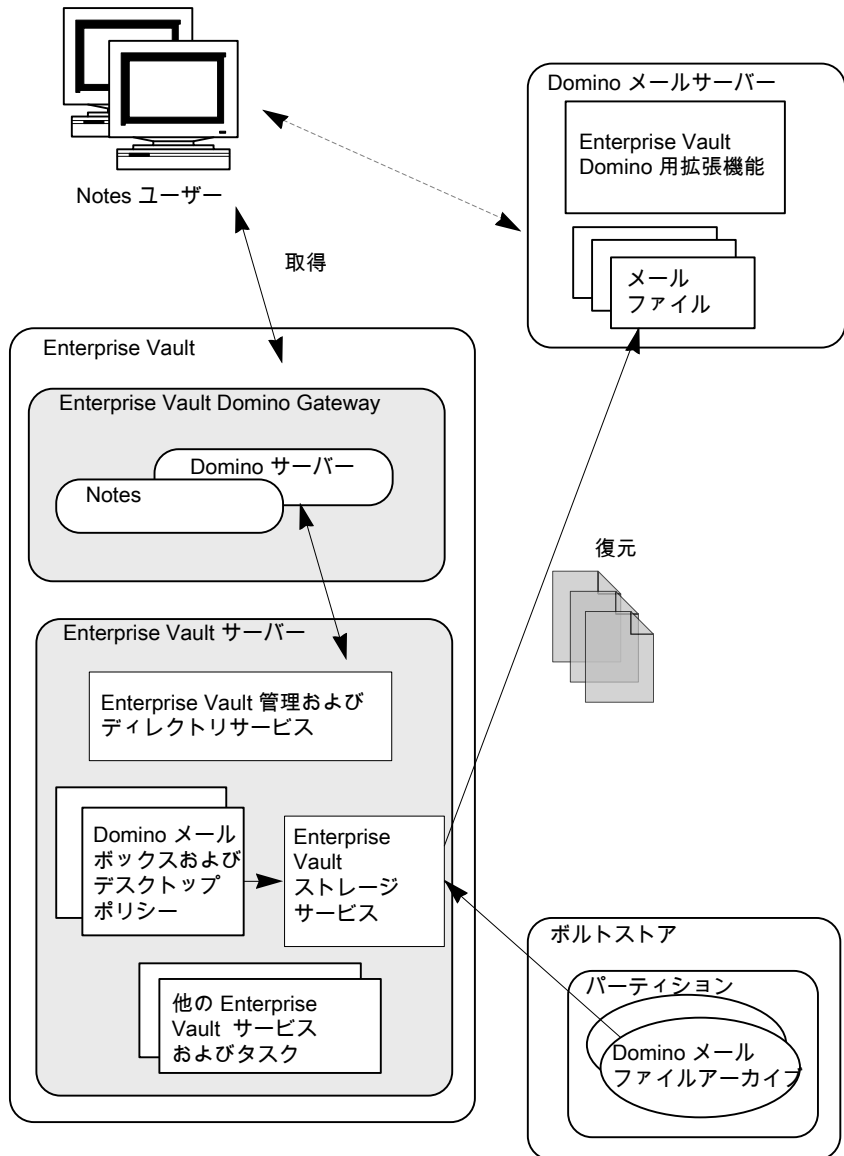 Notes ユーザー
取得
Domino メールサーバー
Enterprise Vault
Domino 用拡張機能
メール
ファイル
Enterprise Vault
Enterprise Vault Domino Gateway
Domino サーバー
Notes
復元
Enterprise Vault サーバー
Enterprise Vault 管理および
ディレクトリサービス
Domino メール
ボックスおよび
デスクトップ
ポリシー
Enterprise
Vault
ストレージ
サービス
他の Enterprise
Vault サービス
およびタスク
ボルトストア
パーティション
Domino メール
ファイルアーカイブ